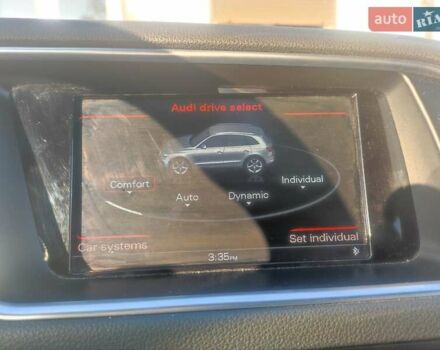 auto RIA
Audi drive select
Comfort
Auto
Dynamic
Individual
Car systems
Set individual
3:35PM